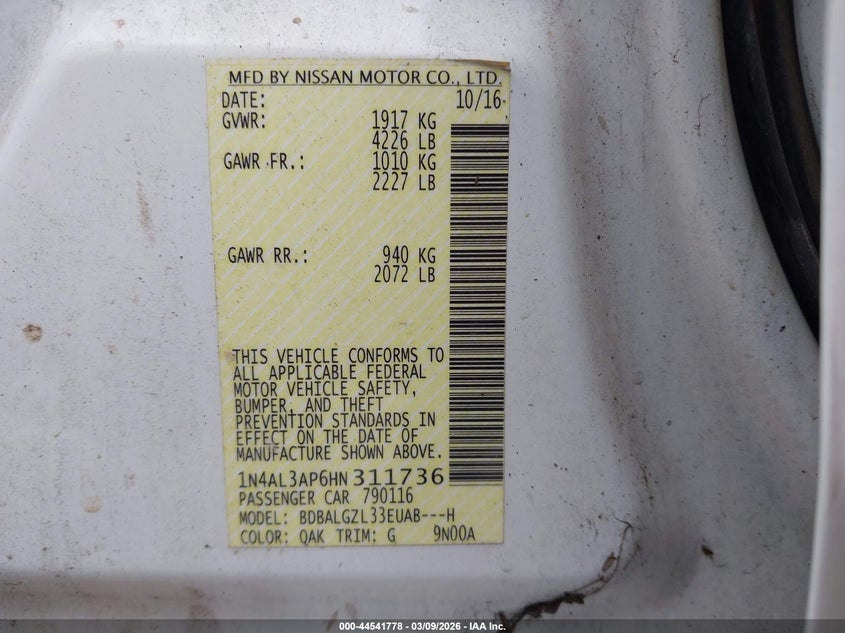 MFD BY NISSAN MOTOR CO., LTD.
DATE: 10/16
GVWR: 1917 KG
4226 LB
GAWR FR.: 1010 KG
2227 LB
GAWR RR.: 940 KG
2072 LB
THIS VEHICLE CONFORMS TO
ALL APPLICABLE FEDERAL
MOTOR VEHICLE SAFETY,
BUMPER, AND THEFT
PREVENTION STANDARDS IN
EFFECT ON THE DATE OF
MANUFACTURE SHOWN ABOVE.
1N4AL3AP6HN311736
PASSENGER CAR 790116
MODEL: BDBALGZL33EUAB---H
COLOR: QAK TRIM: G 9N00A
000-44541778 - 03/09/2026 - IAA Inc.